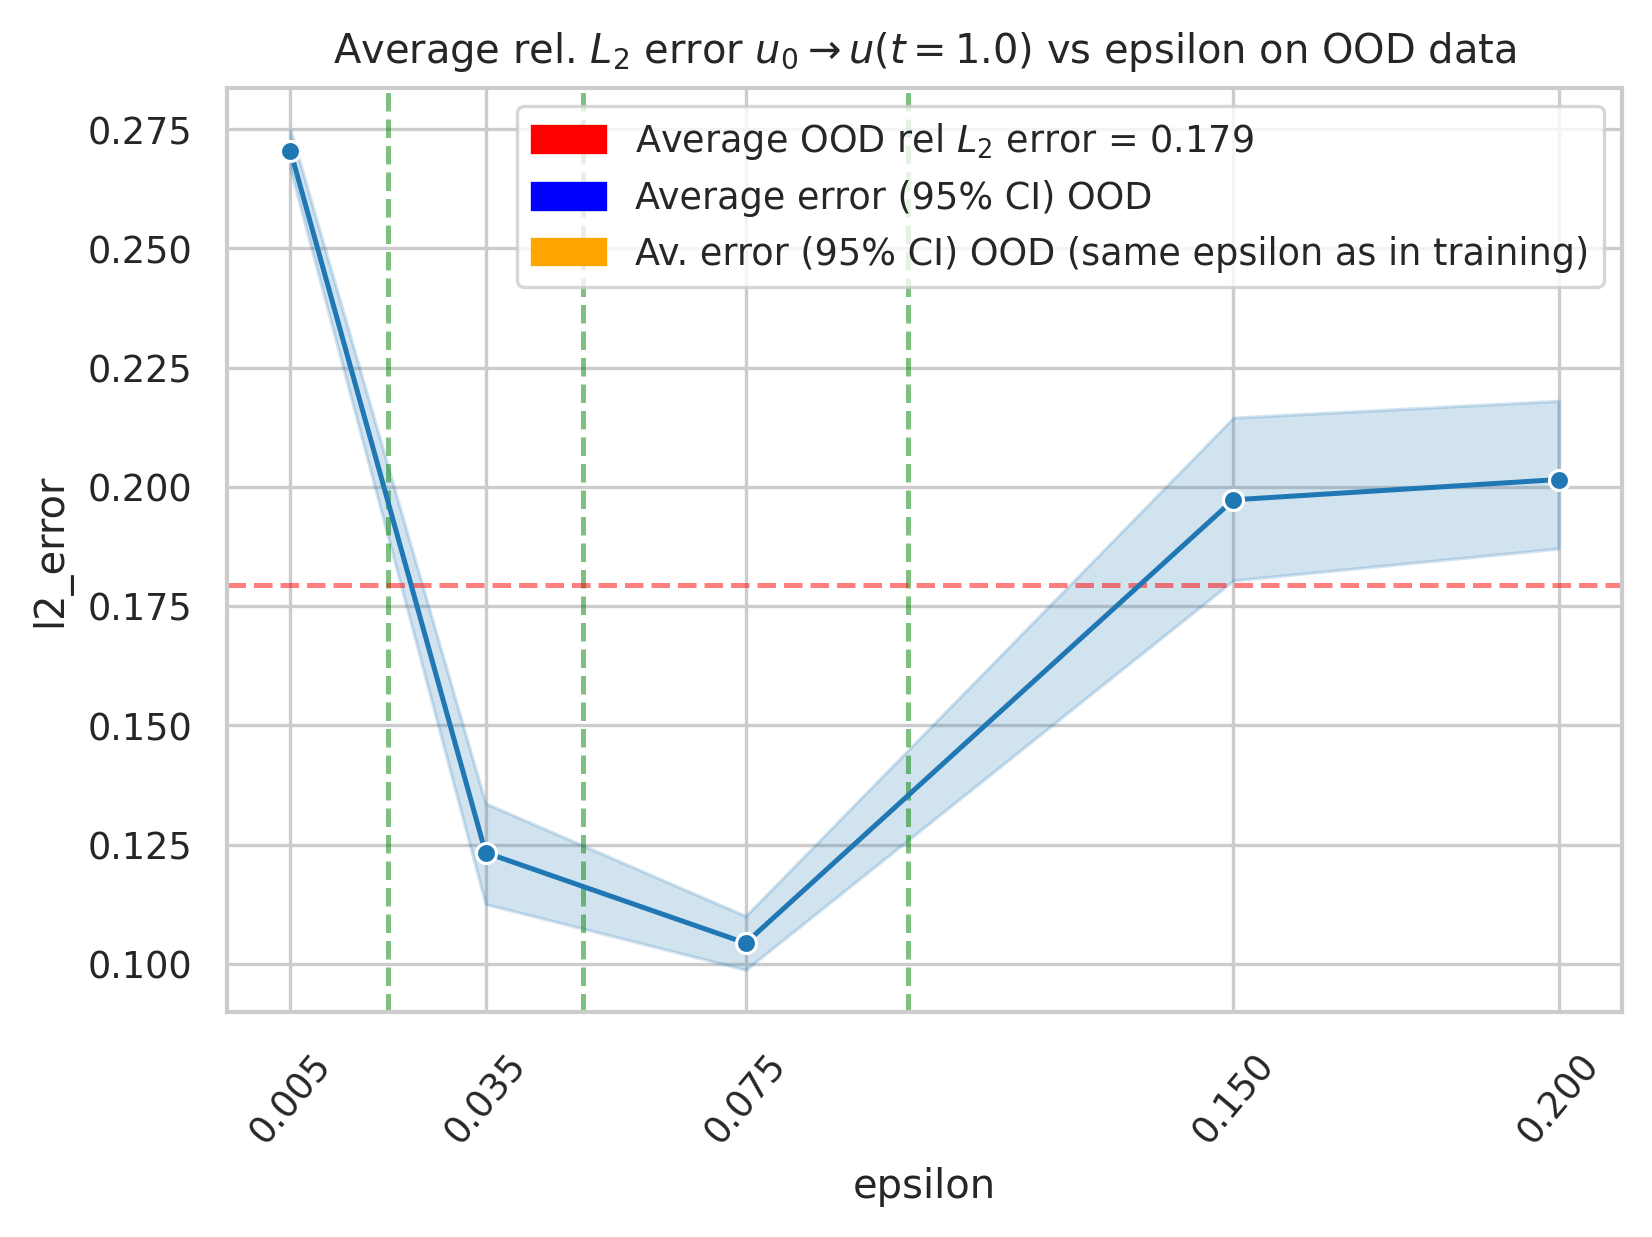 Average rel. L₂ error u₀ → u(t = 1.0) vs epsilon on OOD data
Average OOD rel L₂ error = 0.179
Average error (95% CI) OOD
Av. error (95% CI) OOD (same epsilon as in training)
0.275
0.250
0.225
0.200
0.175
0.150
0.125
0.100
l2_error
0.005 0.035 0.075 0.150 0.200
epsilon